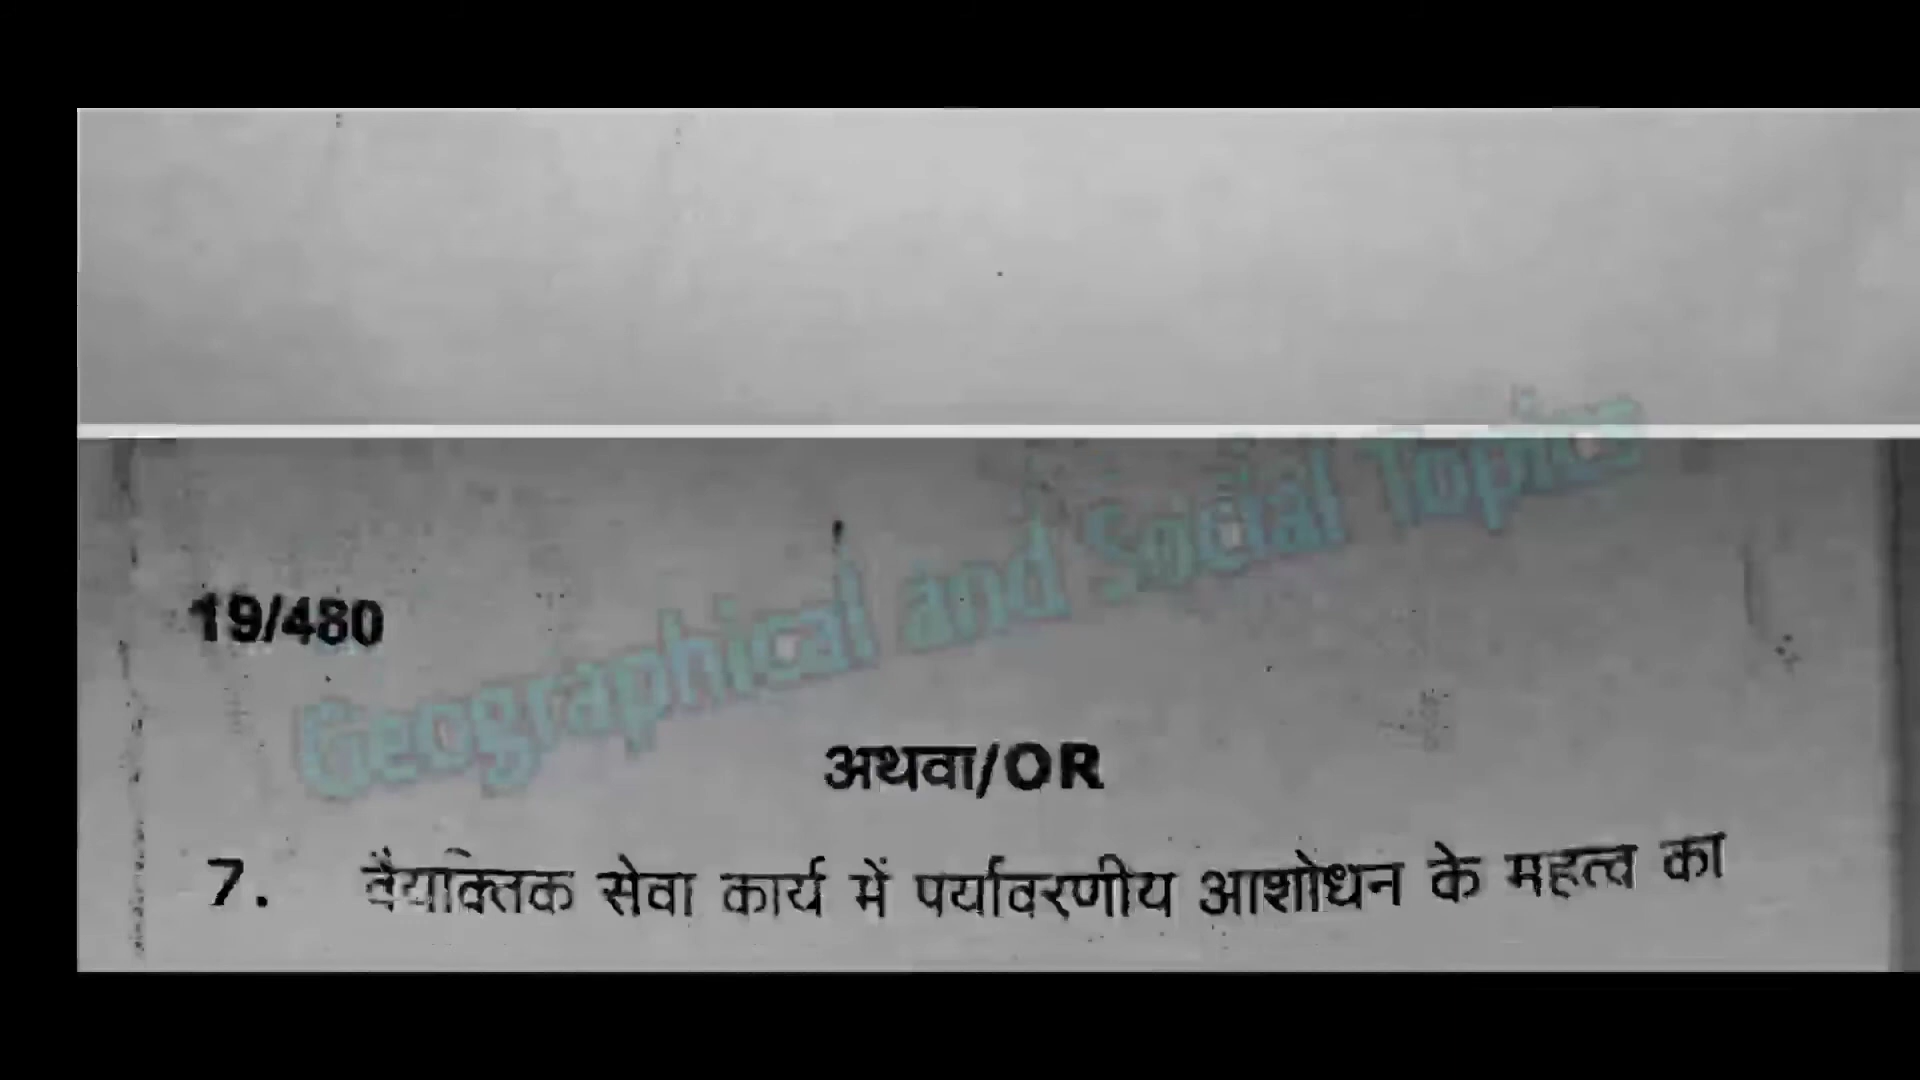 19/480
Geographical and Social Topics
अथवा/OR
7. वैयक्तिक सेवा कार्य में पर्यावरणीय आशोधन के महत्व का